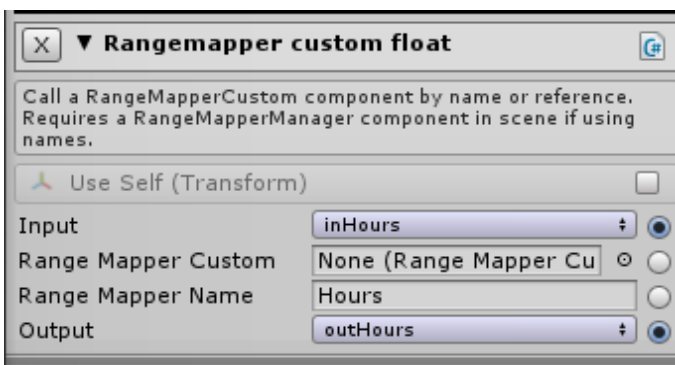 X ▼ Rangemapper custom float C#
Call a RangeMapperCustom component by name or reference.
Requires a RangeMapperManager component in scene if using
names.
Use Self (Transform)
Input inHours
Range Mapper Custom None (Range Mapper Cu
Range Mapper Name Hours
Output outHours